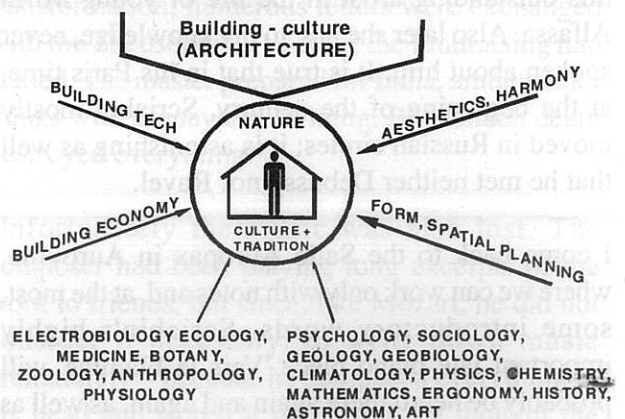 Building culture
(ARCHITECTURE)
BUILDING TECH
AESTHETICS, HARMONY
NATURE
BUILDING ECONOMY
FORM, SPATIAL PLANNING
CULTURE +
TRADITION
ELECTROBIOLOGY, ECOLOGY,
MEDICINE, BOTANY,
ZOOLOGY, ANTHROPOLOGY,
PHYSIOLOGY
PSYCHOLOGY, SOCIOLOGY,
GEOLOGY, GEOBIOLOGY,
CLIMATOLOGY, PHYSICS, CHEMISTRY,
MATHEMATICS, ERGONOMY, HISTORY,
ASTRONOMY, ART